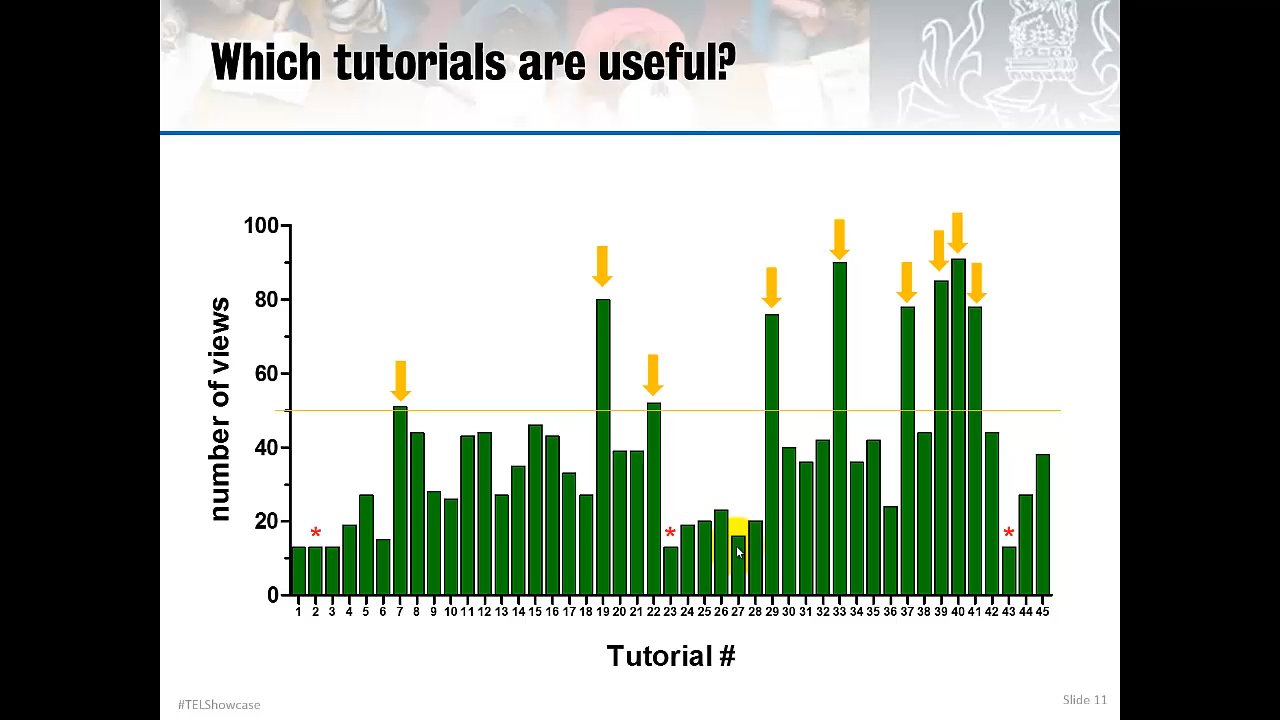 Which tutorials are useful?
100
80
60
40
20
0
number of views
* * *
1 2 3 4 5 6 7 8 9 10 11 12 13 14 15 16 17 18 19 20 21 22 23 24 25 26 27 28 29 30 31 32 33 34 35 36 37 38 39 40 41 42 43 44 45
Tutorial #
#TELShowcase
Slide 11